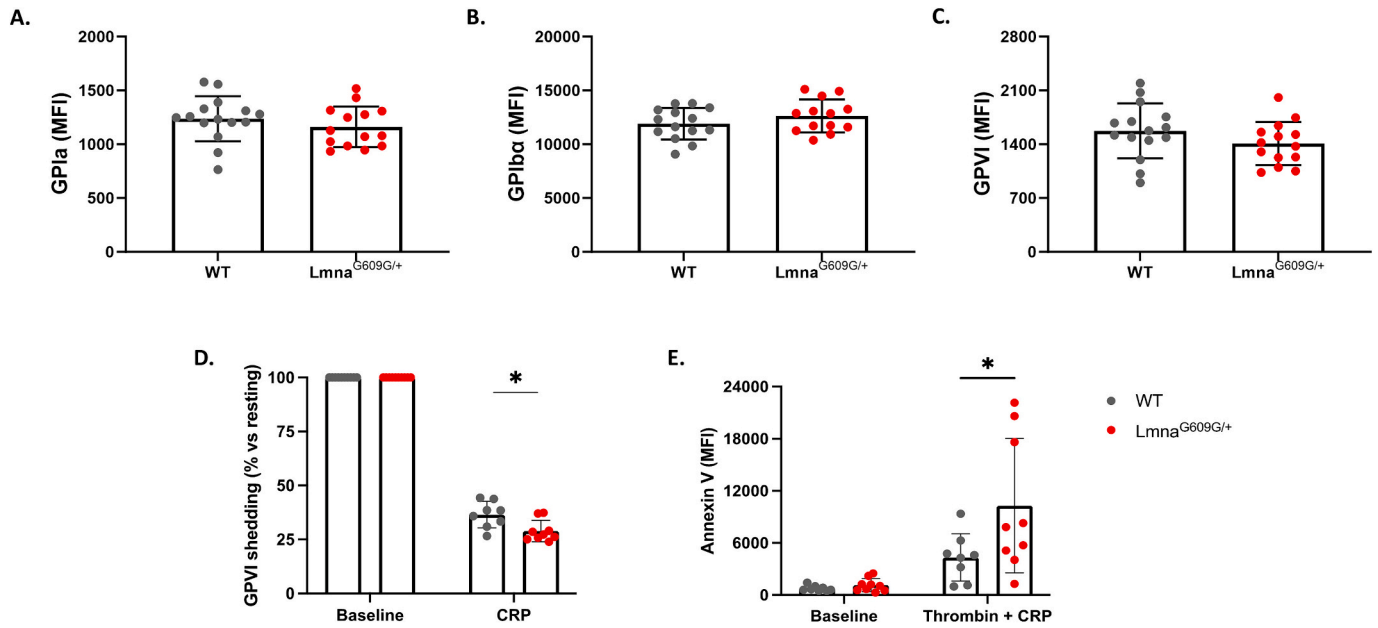 A.
GPIa (MFI)
2000
1500
1000
500
0
WT
Lmna^G609G/+
B.
GPIbα (MFI)
20000
15000
10000
5000
0
WT
Lmna^G609G/+
C.
GPVI (MFI)
2800
2100
1400
700
0
WT
Lmna^G609G/+
D.
GPVI shedding (% vs resting)
100
50
25
0
*
Baseline
CRP
E.
Annexin V (MFI)
24000
18000
12000
6000
0
*
Baseline
Thrombin + CRP
WT
Lmna^G609G/+